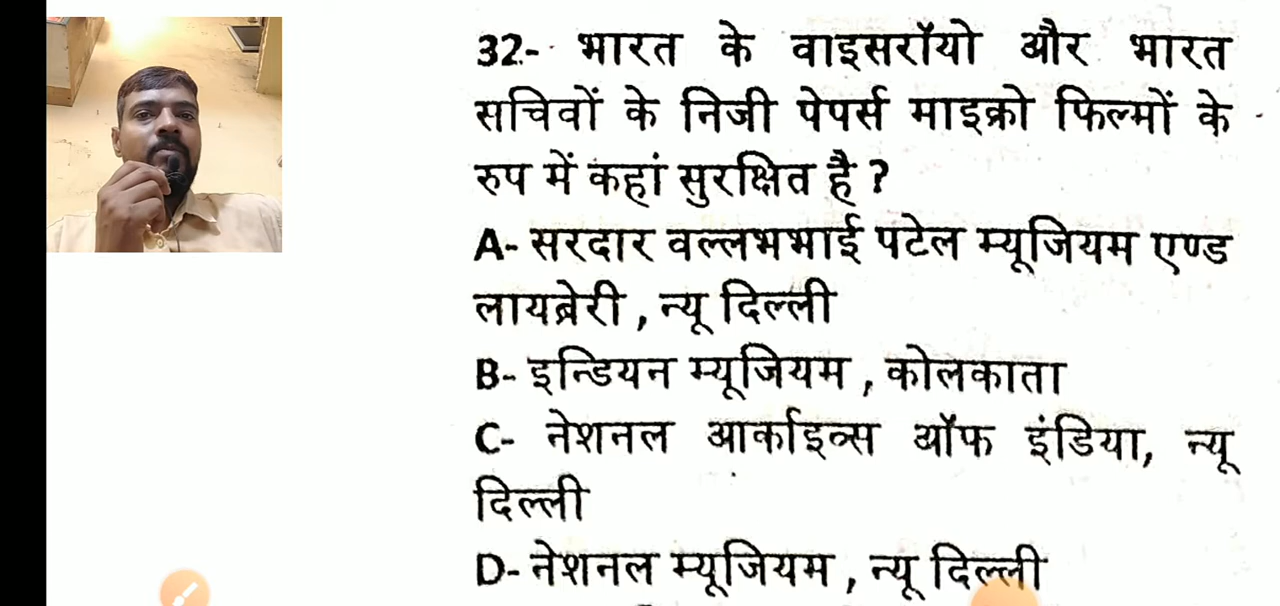 32- भारत के वाइसरॉयो और भारत
सचिवों के निजी पेपर्स माइक्रो फिल्मों के
रुप में कहां सुरक्षित है ?
A- सरदार वल्लभभाई पटेल म्यूजियम एण्ड
लायब्रेरी , न्यू दिल्ली
B- इन्डियन म्यूजियम , कोलकाता
C- नेशनल आर्काइव्स ऑफ इंडिया, न्यू
दिल्ली
D- नेशनल म्यूजियम , न्यू दिल्ली